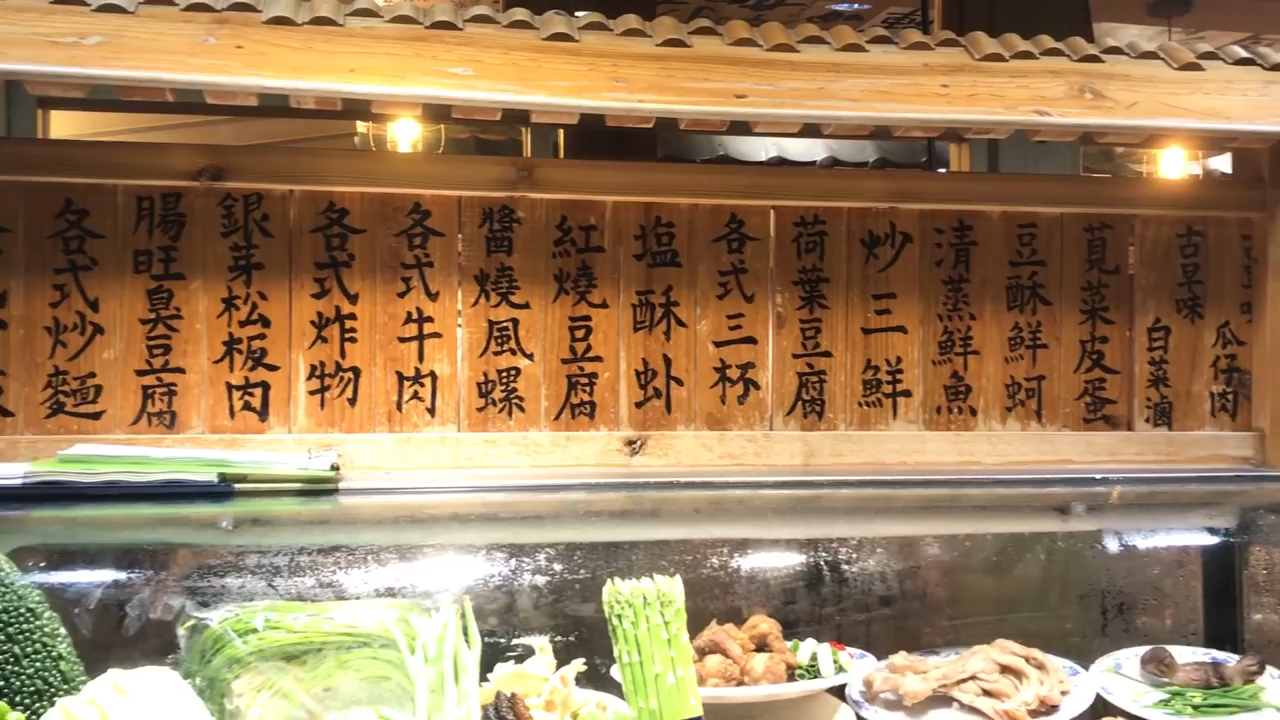 瓜仔肉
古早味
白菜滷
莧菜皮蛋
豆酥鮮蚵
清蒸鮮魚
炒三鮮
荷葉豆腐
各式三杯
塩酥虾
紅燒豆腐
醬燒風螺
各式牛肉
各式炸物
銀芽松板肉
腸旺臭豆腐
各式炒麵